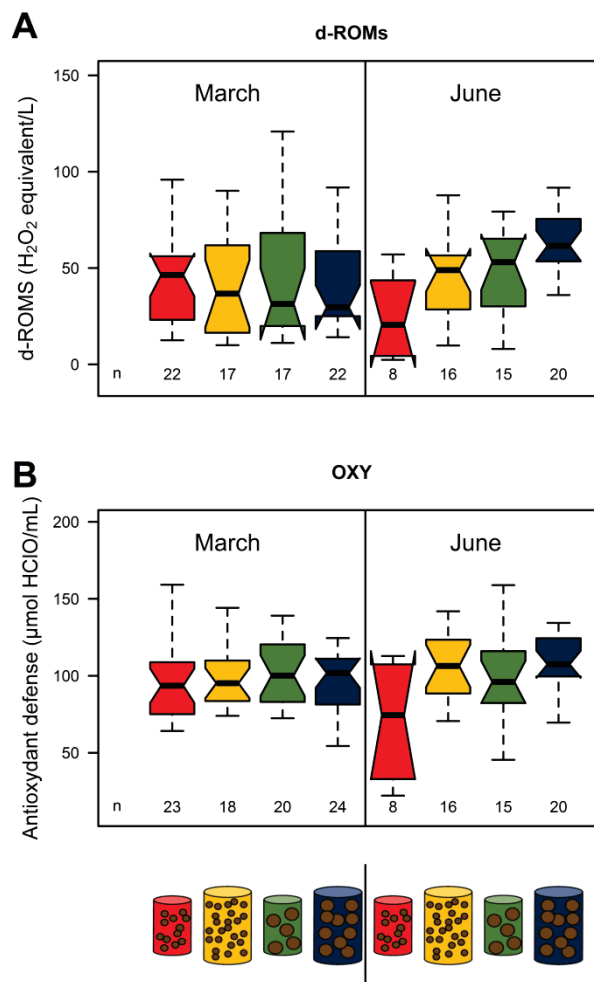 A
d-ROMs
d-ROMS (H₂O₂ equivalent/L)
150
100
50
0
March
June
n 22 17 17 22 8 16 15 20
B
OXY
Antioxydant defense (µmol HClO/mL)
200
150
100
50
March
June
n 23 18 20 24 8 16 15 20